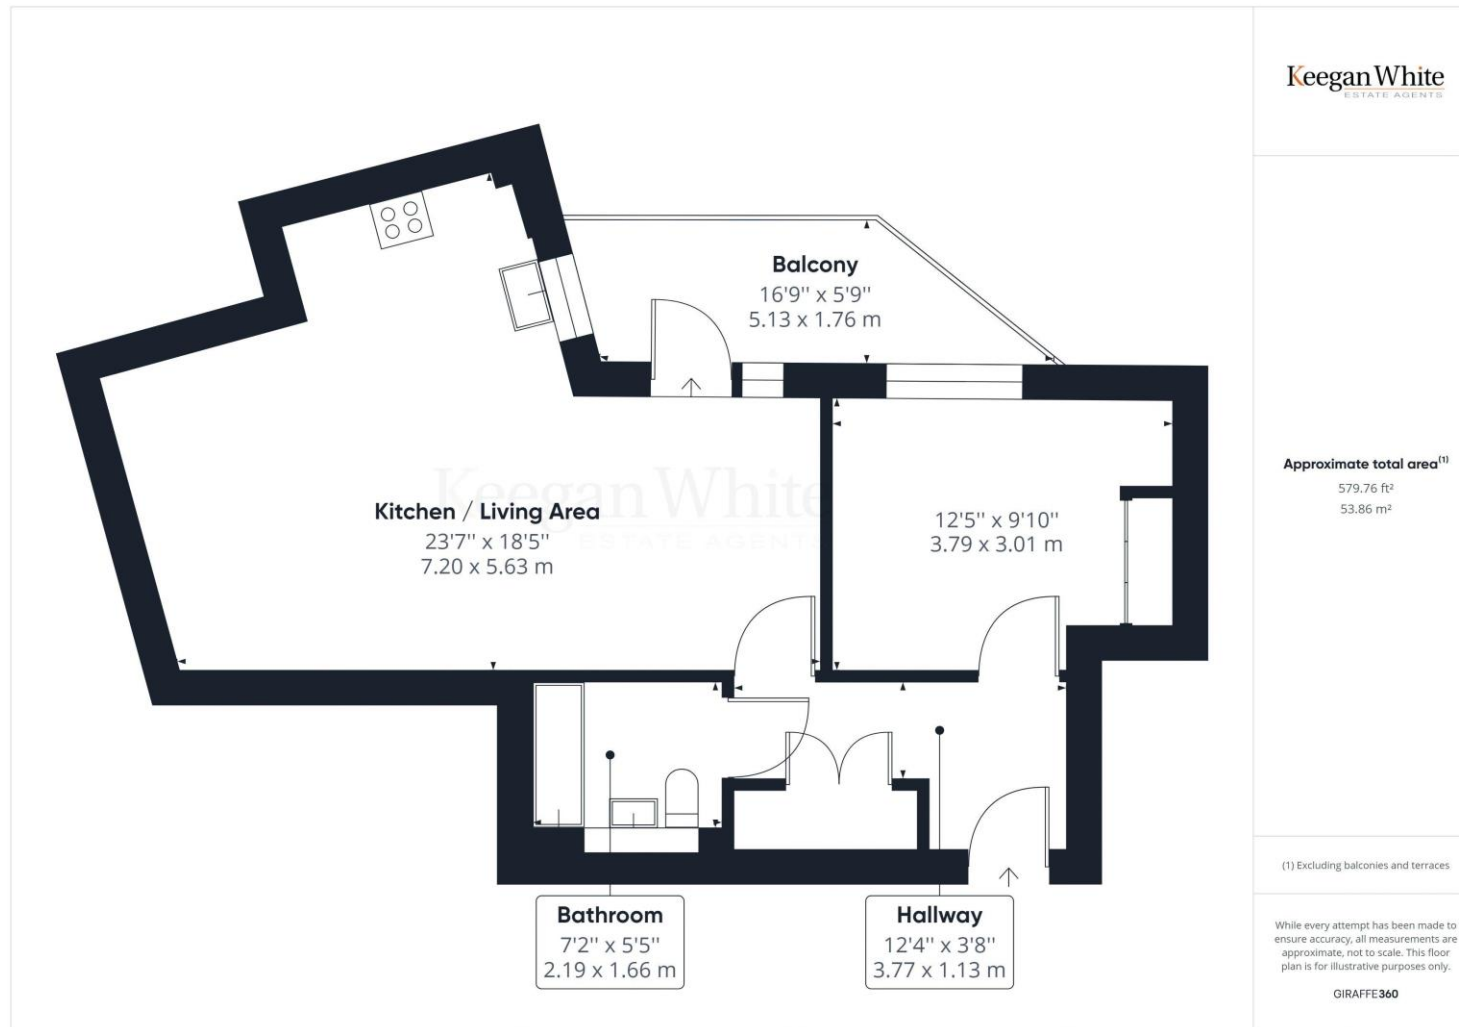 Keegan White
ESTATE AGENTS
Balcony
16'9" x 5'9"
5.13 x 1.76 m
Keegan White
ESTATE AGENTS
Kitchen / Living Area
23'7" x 18'5"
7.20 x 5.63 m
12'5" x 9'10"
3.79 x 3.01 m
Approximate total area(1)
579.76 ft²
53.86 m²
Bathroom
7'2" x 5'5"
2.19 x 1.66 m
Hallway
12'4" x 3'8"
3.77 x 1.13 m
(1) Excluding balconies and terraces
While every attempt has been made to
ensure accuracy, all measurements are
approximate, not to scale. This floor
plan is for illustrative purposes only.
GIRAFFE360